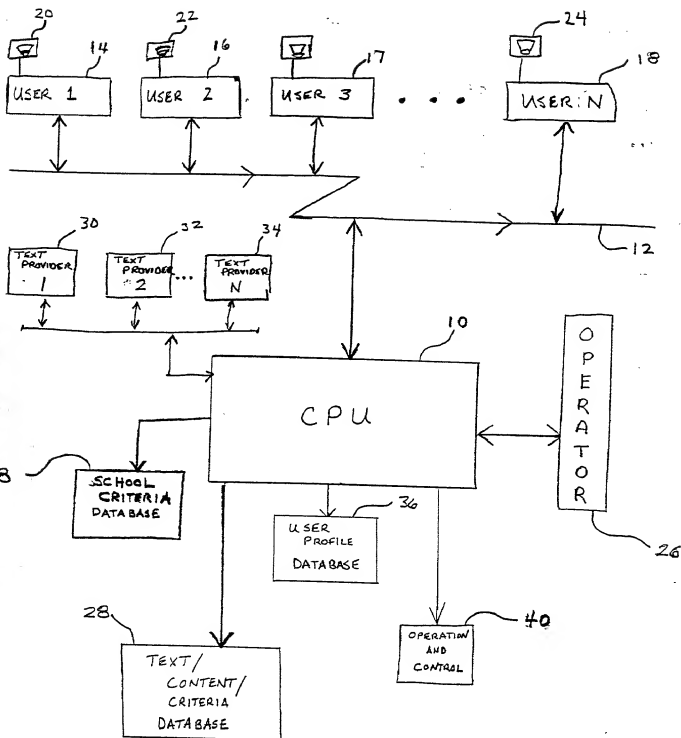 20
22
24
14
16
17
18
USER 1
USER 2
USER 3
USER N
12
30
32
34
TEXT
PROVIDER
1
TEXT
PROVIDER
2
...
TEXT
PROVIDER
N
10
CPU
OPERATOR
26
8
SCHOOL
CRITERIA
DATABASE
36
USER
PROFILE
DATABASE
40
OPERATION
AND
CONTROL
28
TEXT/
CONTENT/
CRITERIA
DATABASE